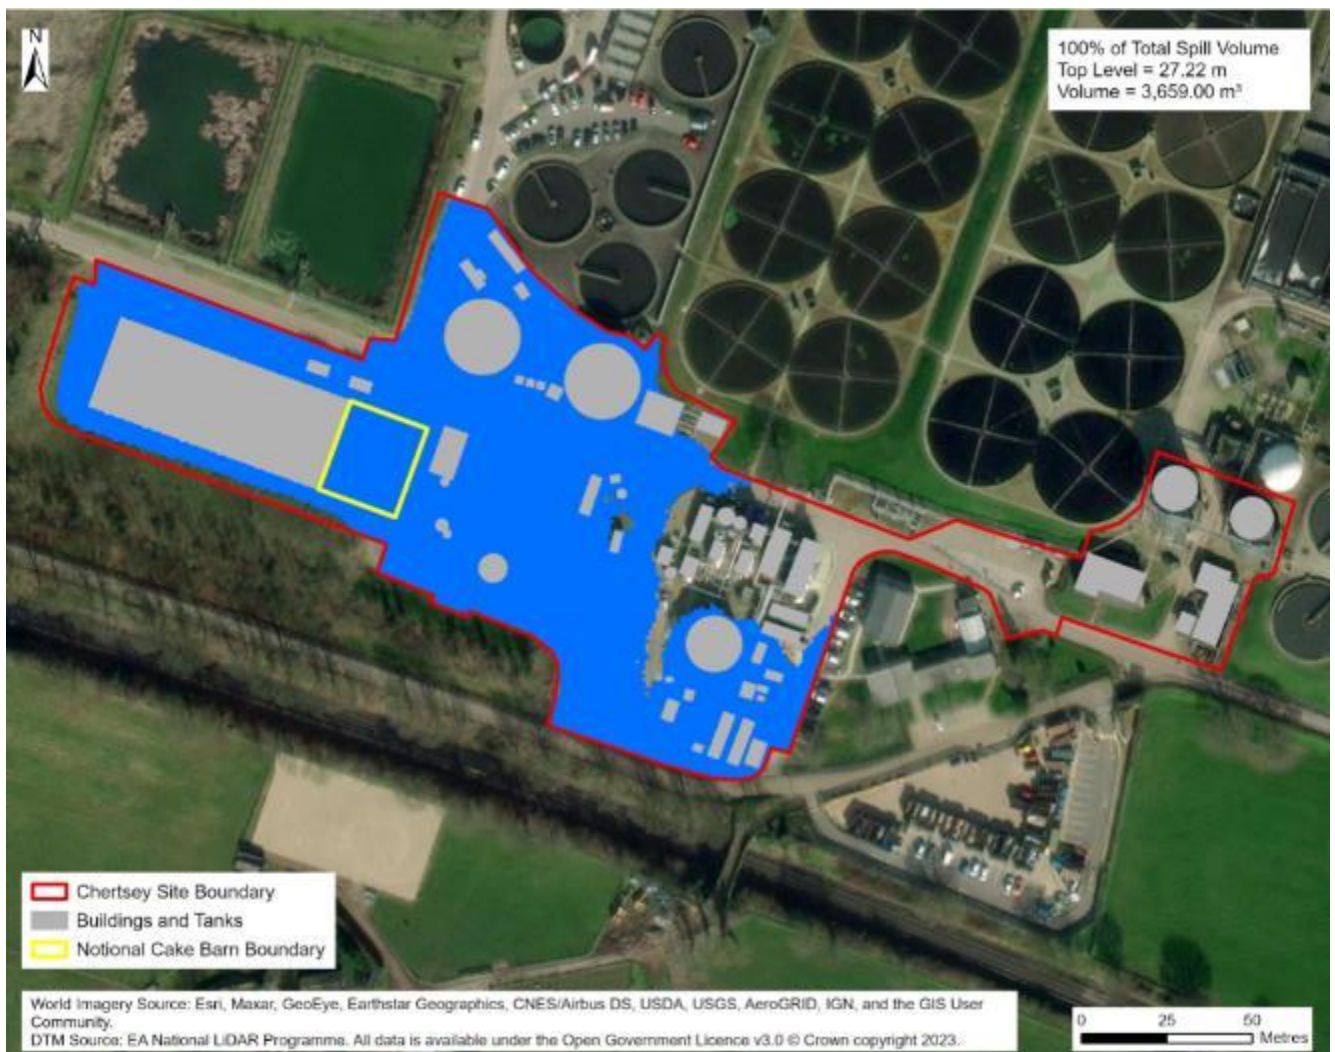 N
100% of Total Spill Volume
Top Level = 27.22 m
Volume = 3,659.00 m³
Chertsey Site Boundary
Buildings and Tanks
Notional Cake Barn Boundary
World Imagery Source: Esri, Maxar, GeoEye, Earthstar Geographics, CNES/Airbus DS, USDA, USGS, AeroGRID, IGN, and the GIS User
Community.
DTM Source: EA National LiDAR Programme. All data is available under the Open Government Licence v3.0 © Crown copyright 2023.
0 25 50
Metres